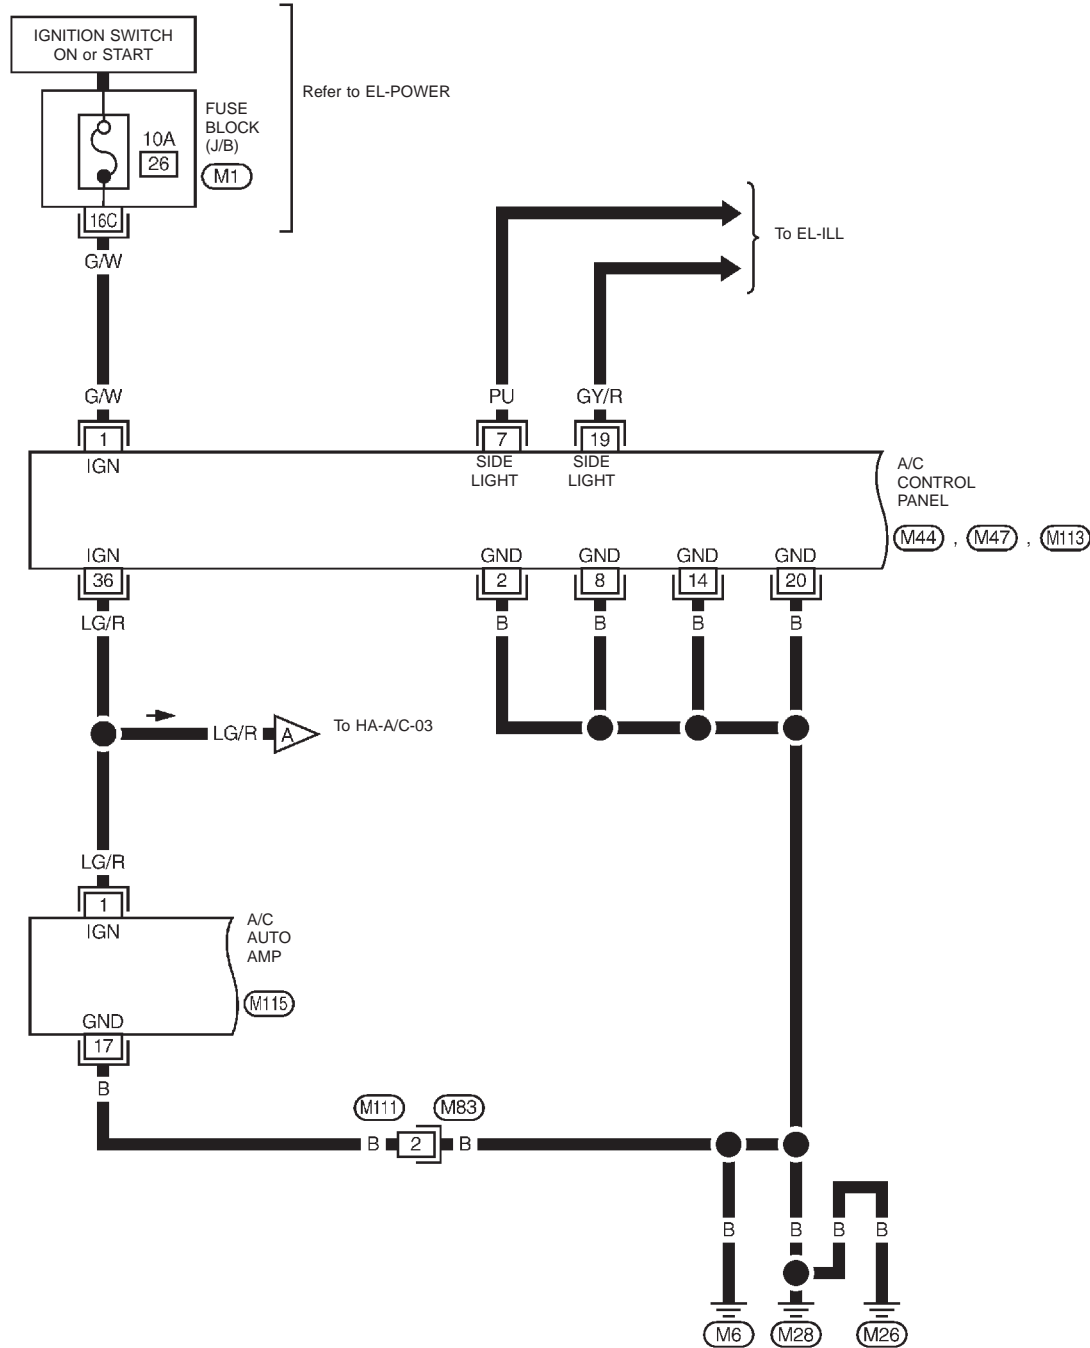 IGNITION SWITCH
ON or START
Refer to EL-POWER
FUSE
BLOCK
(J/B)
10A
26
M1
16C
G/W
To EL-ILL
G/W
PU
GY/R
1
7
19
IGN
SIDE
LIGHT
SIDE
LIGHT
A/C
CONTROL
PANEL
M44 , M47 , M113
IGN
GND
GND
GND
GND
36
2
8
14
20
LG/R
B
B
B
B
LG/R
A
To HA-A/C-03
LG/R
1
IGN
A/C
AUTO
AMP
M115
GND
17
B
M111
M83
B
2
B
B
B
B
B
M6
M28
M26